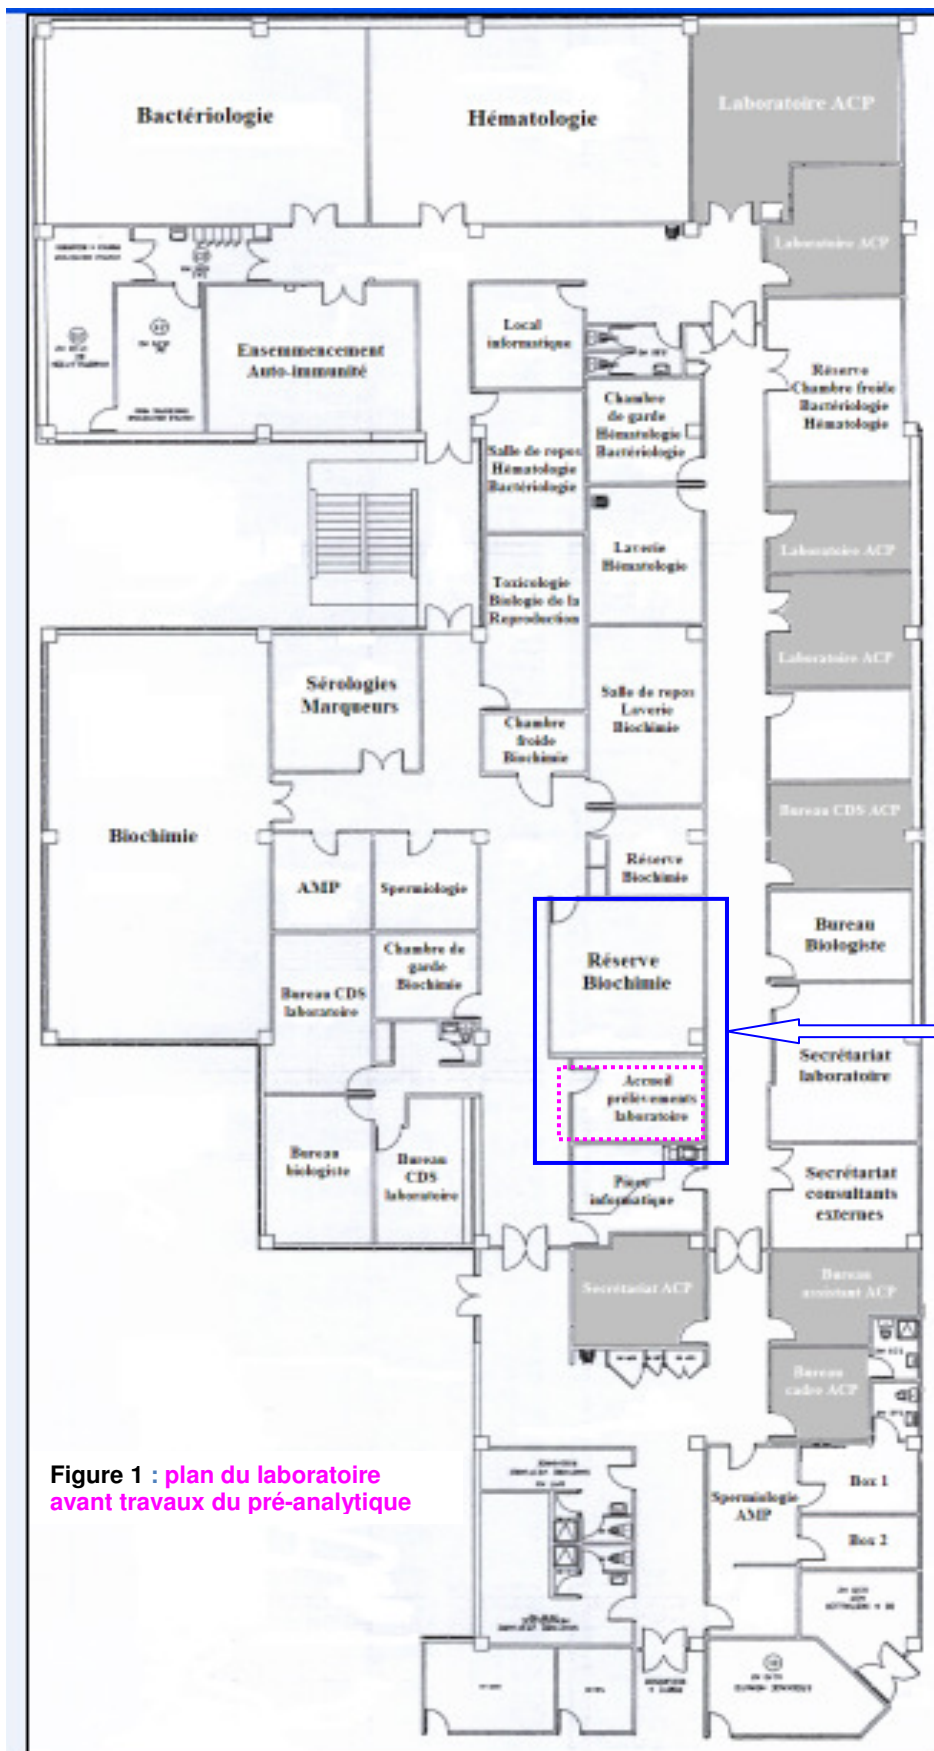 Bactériologie
Hématologie
Laboratoire ACP
Laboratoire ACP
Local
informatique
Ensemmencement
Auto-immunité
Réserve
Chambre froide
Bactériologie
Hématologie
Chambre
de garde
Hématologie
Bactériologie
Salle de repos
Hématologie
Bactériologie
Laverie
Hématologie
Laboratoire ACP
Toxicologie
Biologie de la
Reproduction
Laboratoire ACP
Sérologies
Marqueurs
Salle de repos
Laverie
Biochimie
Chambre
froide
Biochimie
Bureau CDS ACP
Biochimie
Réserve
Biochimie
AMP
Spermiologie
Bureau
Biologiste
Chambre de
garde
Biochimie
Réserve
Biochimie
Bureau CDS
laboratoire
Secrétariat
laboratoire
Accueil
prélèvements
laboratoire
Bureau
biologiste
Bureau
CDS
laboratoire
Pièce
informatique
Secrétariat
consultants
externes
Secrétariat ACP
Bureau
assistant ACP
Bureau
cadre ACP
Figure 1 : plan du laboratoire
avant travaux du pré-analytique
Spermiologie
AMP
Box 1
Box 2